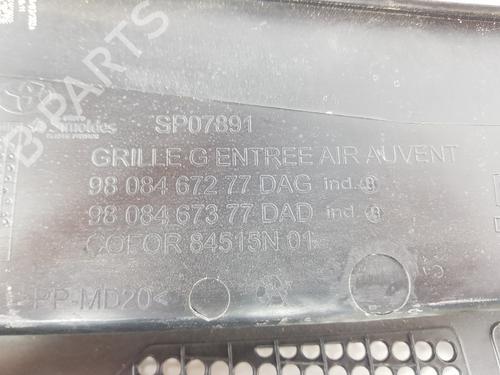 B-PARTS
Simoldes
SP07891
GRILLE G ENTREE AIR AUVENT
98 084 672 77 DAG ind.
98 084 673 77 DAD ind.
COFOR 84515N 01
PP-MD20<